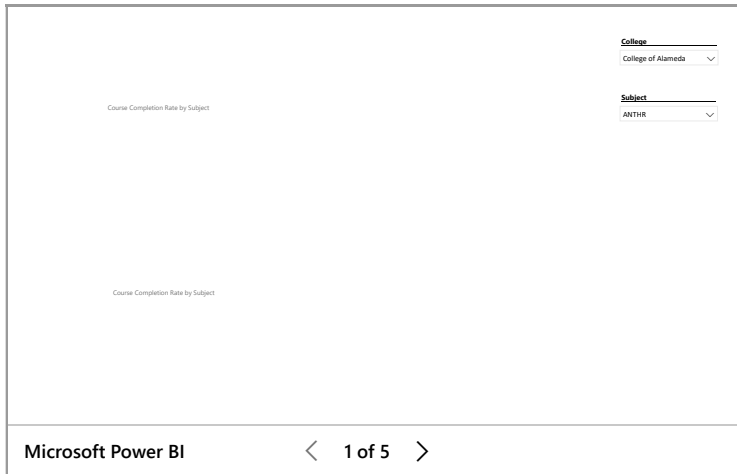 College
College of Alameda
Course Completion Rate by Subject
Subject
ANTHR
Course Completion Rate by Subject
Microsoft Power BI
1 of 5